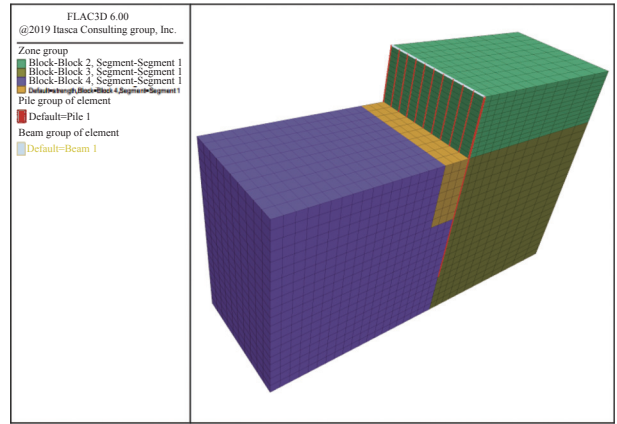 FLAC3D 6.00
@2019 Itasca Consulting group, Inc.
Zone group
Block-Block 2, Segment-Segment 1
Block-Block 3, Segment-Segment 1
Block-Block 4, Segment-Segment 1
Default=strength,Block=Block 4,Segment=Segment 1
Pile group of element
Default=Pile 1
Beam group of element
Default=Beam 1